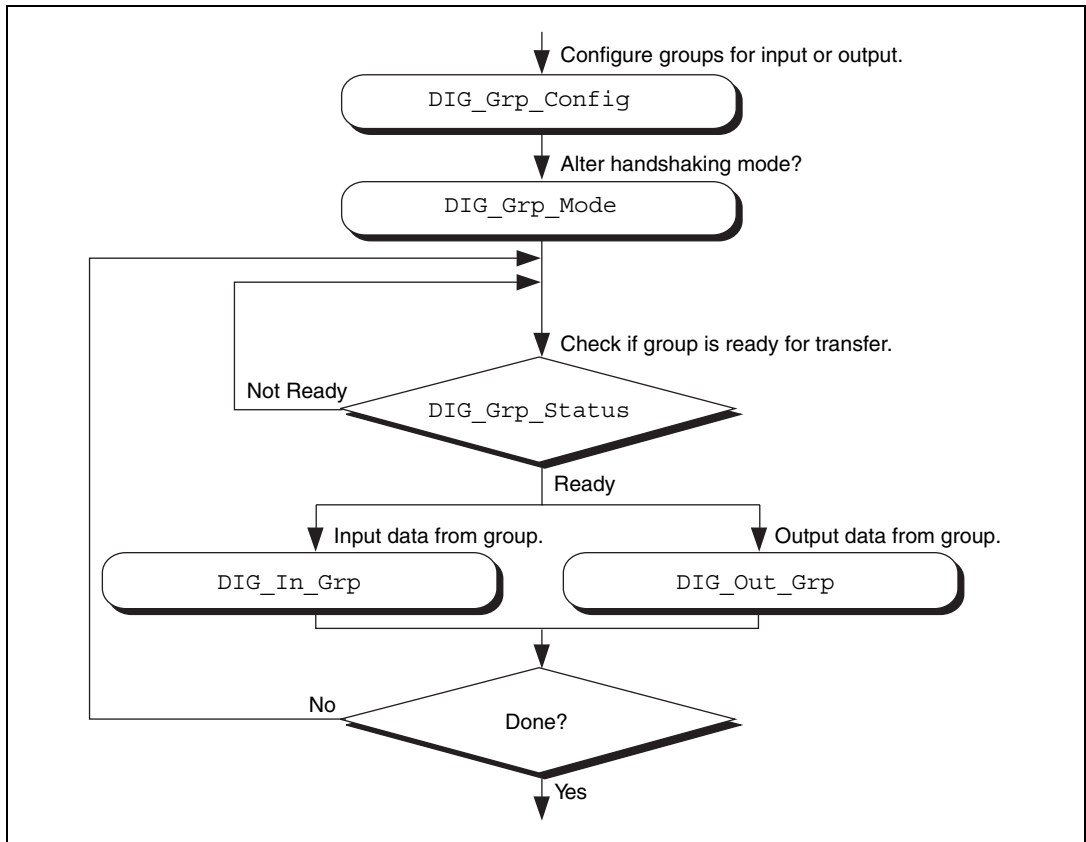 Configure groups for input or output.
DIG_Grp_Config
Alter handshaking mode?
DIG_Grp_Mode
Check if group is ready for transfer.
Not Ready
DIG_Grp_Status
Ready
Input data from group.
Output data from group.
DIG_In_Grp
DIG_Out_Grp
No
Done?
Yes